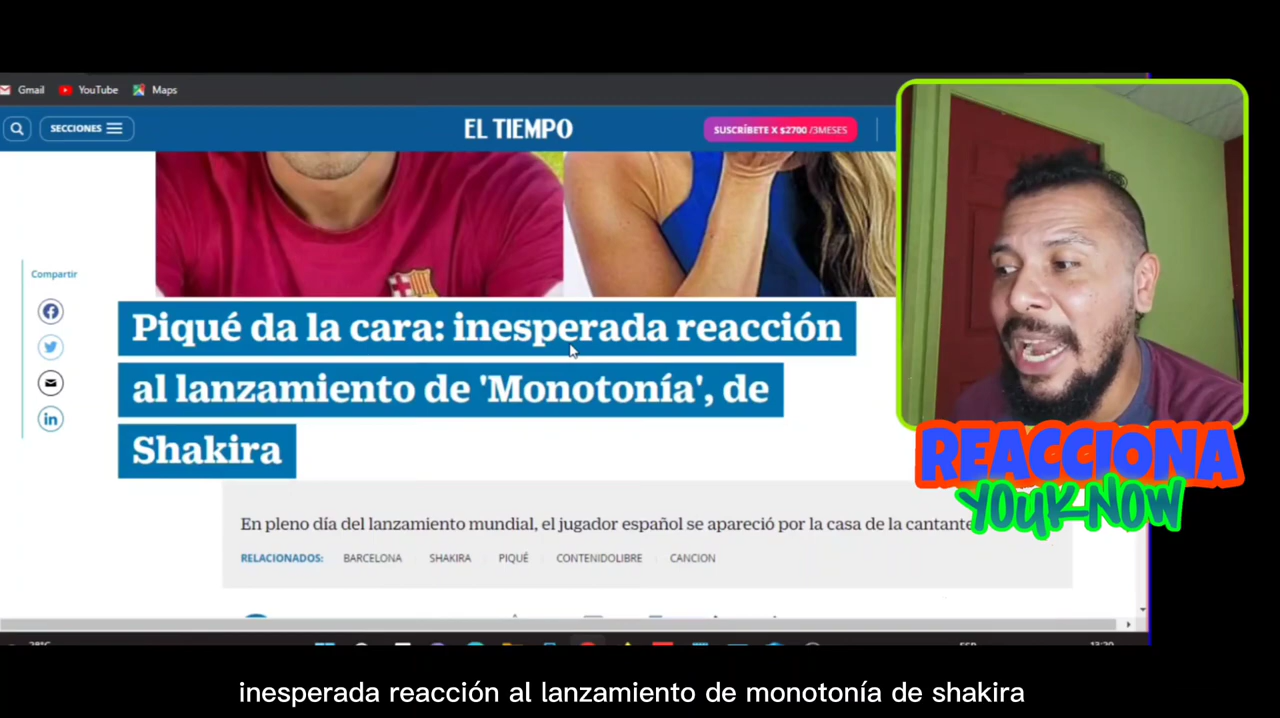 Gmail YouTube Maps
SECCIONES
EL TIEMPO
SUSCRÍBETE X $2700 /3MESES
Compartir
Piqué da la cara: inesperada reacción
al lanzamiento de 'Monotonía', de
Shakira
REACCIONA
YOUKNOW
En pleno día del lanzamiento mundial, el jugador español se apareció por la casa de la cantante
RELACIONADOS: BARCELONA SHAKIRA PIQUÉ CONTENIDOLIBRE CANCION
inesperada reacción al lanzamiento de monotonía de shakira